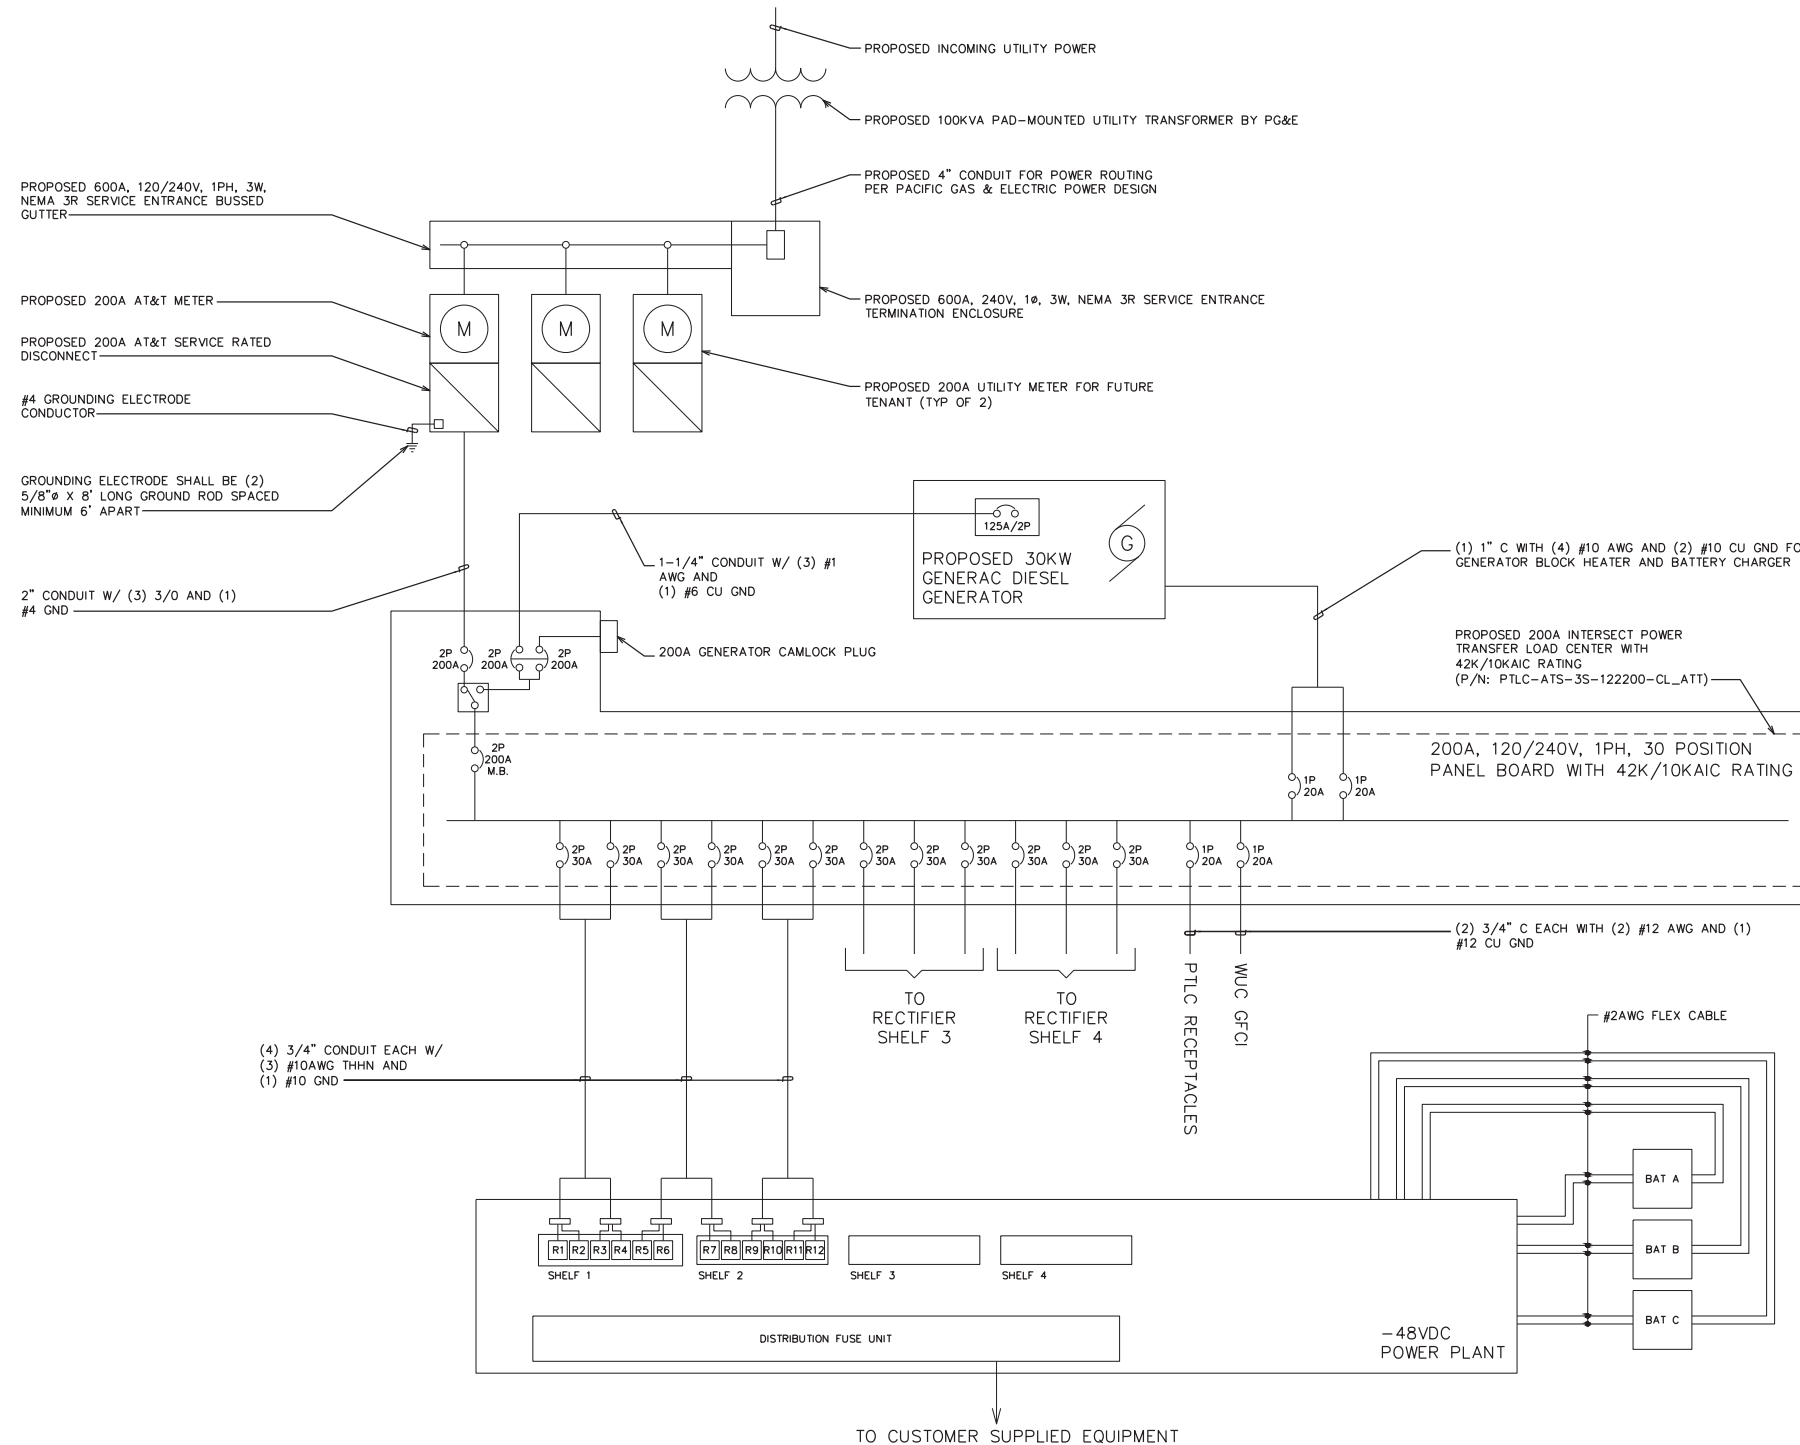 PROPOSED INCOMING UTILITY POWER
PROPOSED 100KVA PAD-MOUNTED UTILITY TRANSFORMER BY PG&E
PROPOSED 4" CONDUIT FOR POWER ROUTING
PER PACIFIC GAS & ELECTRIC POWER DESIGN
PROPOSED 600A, 120/240V, 1PH, 3W,
NEMA 3R SERVICE ENTRANCE BUSSED
GUTTER
PROPOSED 200A AT&T METER
PROPOSED 200A AT&T SERVICE RATED
DISCONNECT
#4 GROUNDING ELECTRODE
CONDUCTOR
GROUNDING ELECTRODE SHALL BE (2)
5/8"ø X 8' LONG GROUND ROD SPACED
MINIMUM 6' APART
2" CONDUIT W/ (3) 3/0 AND (1)
#4 GND
M
M
M
PROPOSED 600A, 240V, 1ø, 3W, NEMA 3R SERVICE ENTRANCE
TERMINATION ENCLOSURE
PROPOSED 200A UTILITY METER FOR FUTURE
TENANT (TYP OF 2)
1-1/4" CONDUIT W/ (3) #1
AWG AND
(1) #6 CU GND
125A/2P
G
PROPOSED 30KW
GENERAC DIESEL
GENERATOR
200A GENERATOR CAMLOCK PLUG
(1) 1" C WITH (4) #10 AWG AND (2) #10 CU GND FO
GENERATOR BLOCK HEATER AND BATTERY CHARGER
PROPOSED 200A INTERSECT POWER
TRANSFER LOAD CENTER WITH
42K/10KAIC RATING
(P/N: PTLC-ATS-3S-122200-CL_ATT)
2P
200A
2P
200A
2P
200A
2P
200A
M.B.
200A, 120/240V, 1PH, 30 POSITION
PANEL BOARD WITH 42K/10KAIC RATING
1P
20A
1P
20A
2P
30A
2P
30A
2P
30A
2P
30A
2P
30A
2P
30A
2P
30A
2P
30A
2P
30A
2P
30A
2P
30A
2P
30A
1P
20A
1P
20A
(2) 3/4" C EACH WITH (2) #12 AWG AND (1)
#12 CU GND
TO
RECTIFIER
SHELF 3
TO
RECTIFIER
SHELF 4
PTLC RECEPTACLES
WUC GFCI
(4) 3/4" CONDUIT EACH W/
(3) #10AWG THHN AND
(1) #10 GND
#2AWG FLEX CABLE
BAT A
BAT B
BAT C
R1 R2 R3 R4 R5 R6
R7 R8 R9 R10 R11 R12
SHELF 1
SHELF 2
SHELF 3
SHELF 4
DISTRIBUTION FUSE UNIT
-48VDC
POWER PLANT
TO CUSTOMER SUPPLIED EQUIPMENT